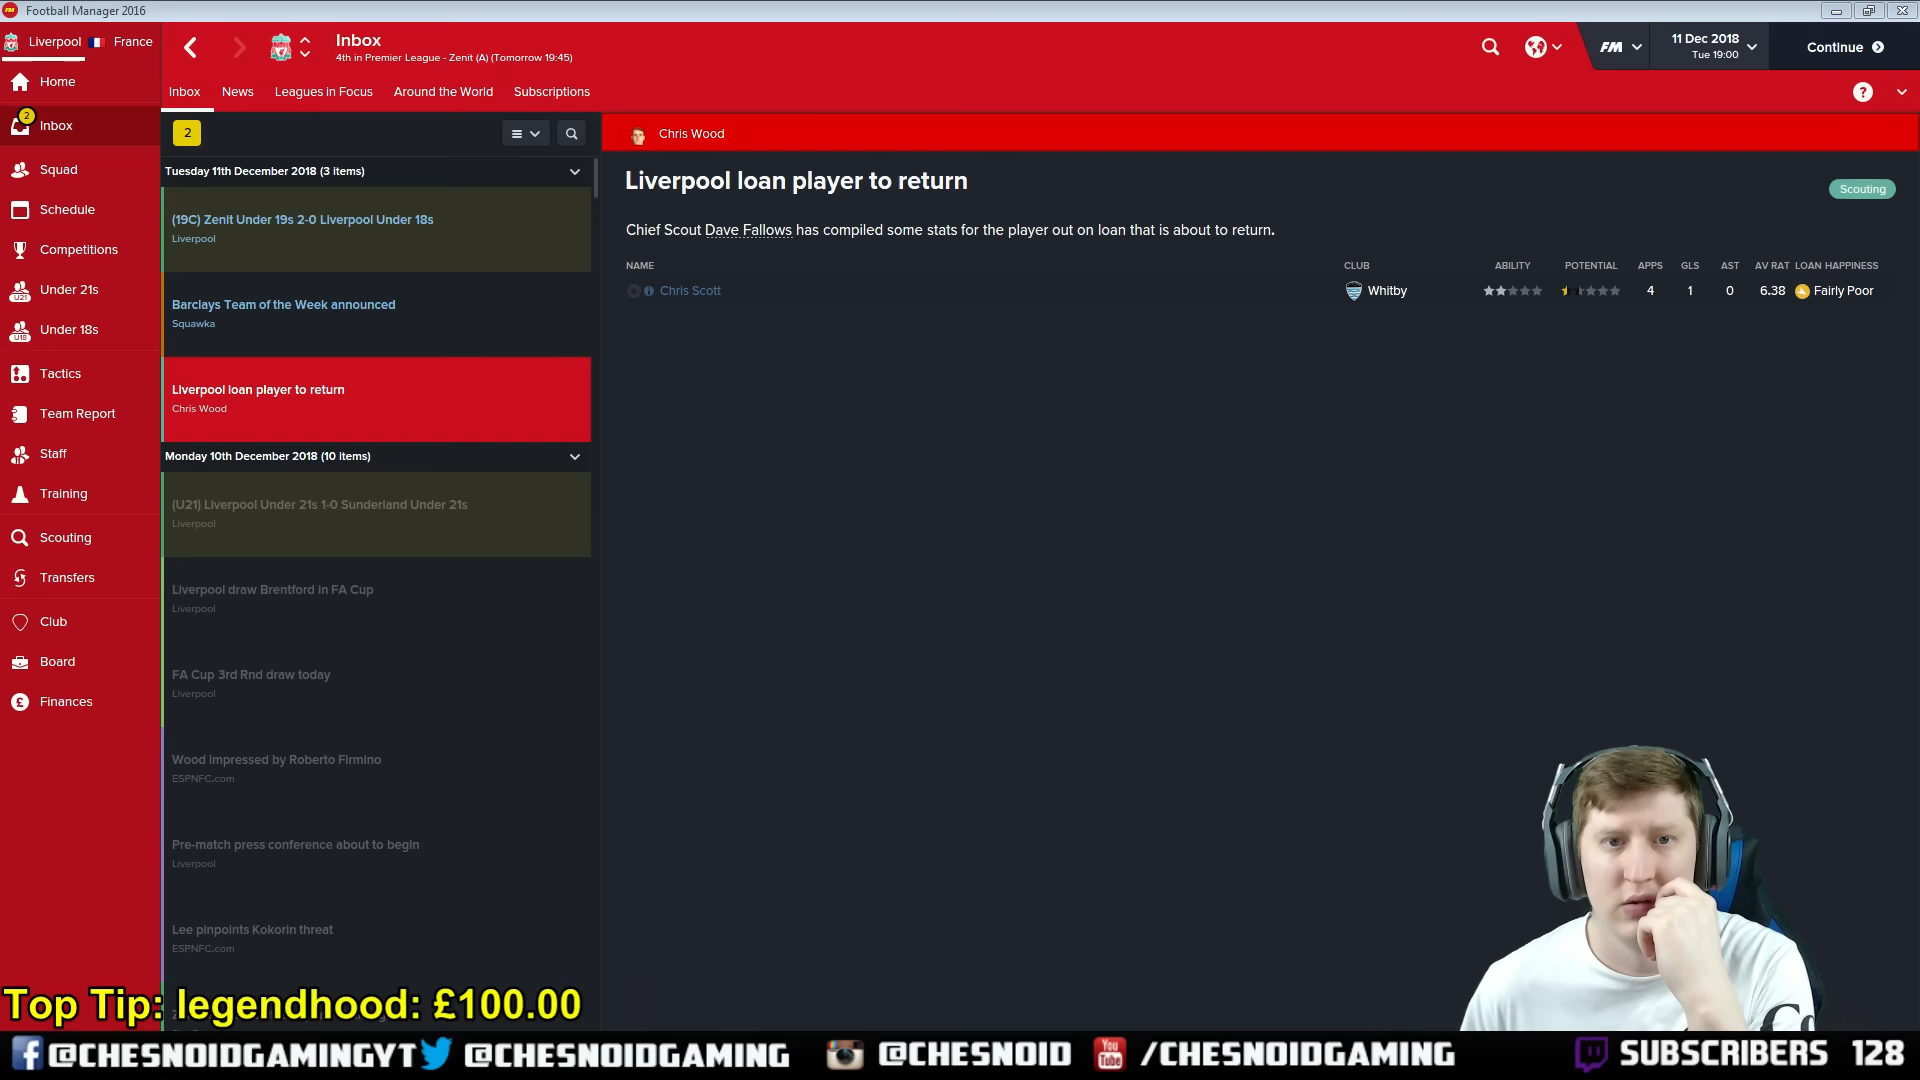 Football Manager 2016
Liverpool France
Inbox
4th in Premier League - Zenit (A) (Tomorrow 19:45)
FM
11 Dec 2018
Tue 19:00
Continue
Inbox News Leagues in Focus Around the World Subscriptions
?
Home
2
Inbox
Squad
Schedule
Competitions
U21
Under 21s
U18
Under 18s
Tactics
Team Report
Staff
Training
Scouting
Transfers
Club
Board
£
Finances
2
Tuesday 11th December 2018 (3 items)
(19C) Zenit Under 19s 2-0 Liverpool Under 18s
Liverpool
Barclays Team of the Week announced
Squawka
Liverpool loan player to return
Chris Wood
Monday 10th December 2018 (10 items)
(U21) Liverpool Under 21s 1-0 Sunderland Under 21s
Liverpool
Liverpool draw Brentford in FA Cup
Liverpool
FA Cup 3rd Rnd draw today
Liverpool
Wood impressed by Roberto Firmino
ESPNFC.com
Pre-match press conference about to begin
Liverpool
Lee pinpoints Kokorin threat
ESPNFC.com
Chris Wood
Liverpool loan player to return
Scouting
Chief Scout Dave Fallows has compiled some stats for the player out on loan that is about to return.
NAME CLUB ABILITY POTENTIAL APPS GLS AST AV RAT LOAN HAPPINESS
Chris Scott Whitby 4 1 0 6.38 Fairly Poor
Top Tip: legendhood: £100.00
@CHESNOIDGAMINGYT @CHESNOIDGAMING @CHESNOID You Tube /CHESNOIDGAMING SUBSCRIBERS 128